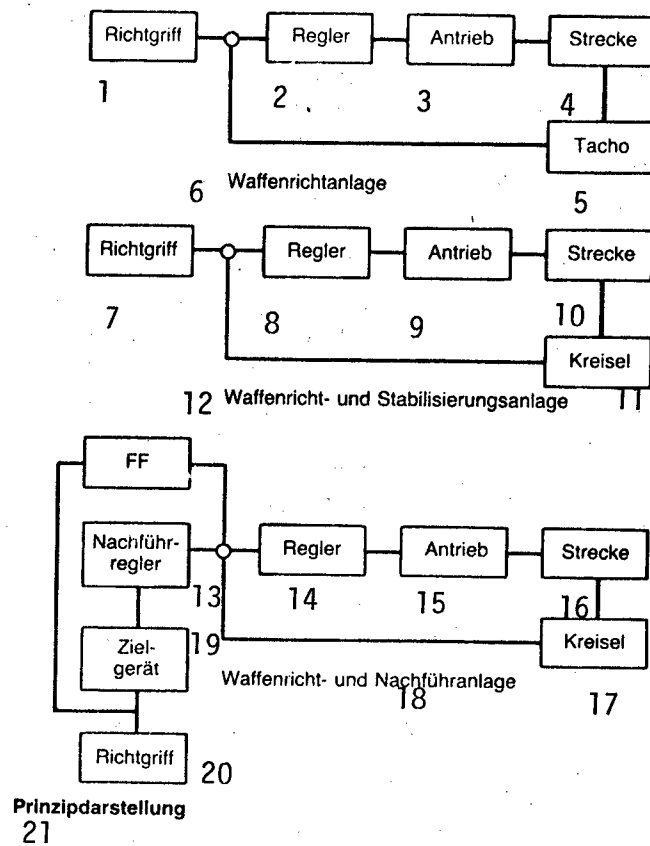 Richtgriff
Regler
Antrieb
Strecke
1
2
3
4
Tacho
6 Waffenrichtanlage
5
Richtgriff
Regler
Antrieb
Strecke
7
8
9
10
Kreisel
12 Waffenricht- und Stabilisierungsanlage
11
FF
Nachführ-
regler
Regler
Antrieb
Strecke
13
14
15
16
Ziel-
gerät
19
Kreisel
Waffenricht- und Nachführanlage
18
17
Richtgriff
20
Prinzipdarstellung
21